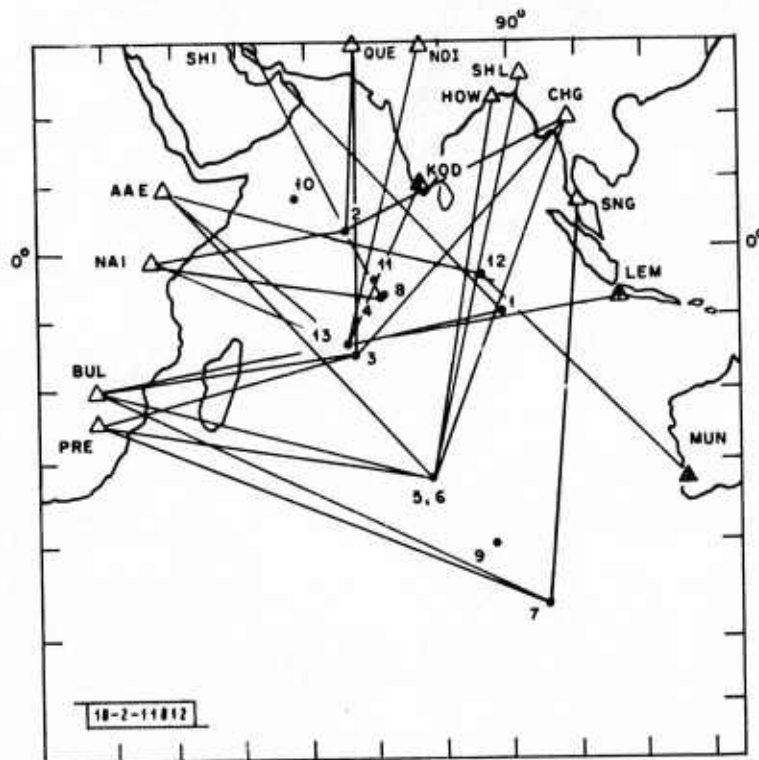 90°
SHI
QUE
NDI
SHL
HOW
CHG
KOD
AAE
10
SNG
2
0°
NAI
12
0°
11
LEM
8
1
4
13
3
BUL
PRE
MUN
5,6
9
7
18-2-11812